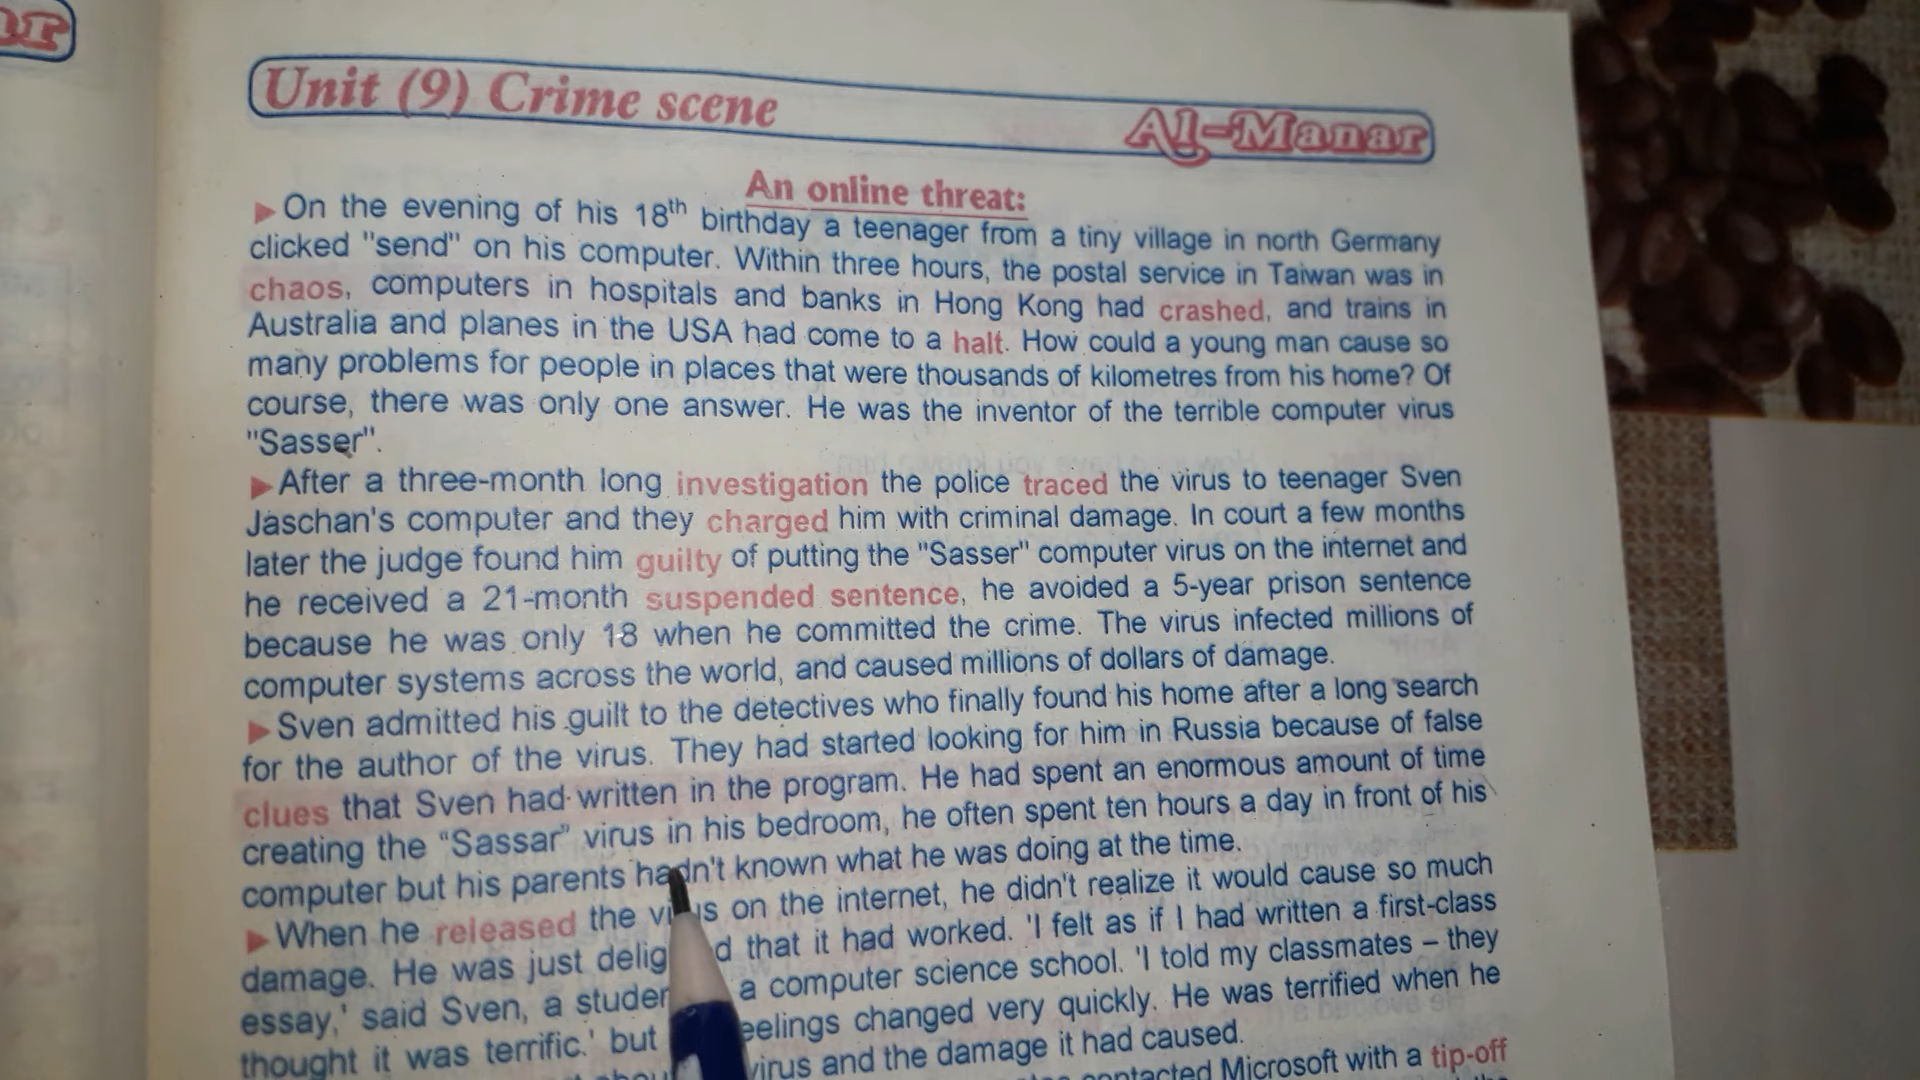 Unit (9) Crime scene
Al-Manar
An online threat:
On the evening of his 18th birthday a teenager from a tiny village in north Germany
clicked "send" on his computer. Within three hours, the postal service in Taiwan was in
chaos, computers in hospitals and banks in Hong Kong had crashed, and trains in
Australia and planes in the USA had come to a halt. How could a young man cause so
many problems for people in places that were thousands of kilometres from his home? Of
course, there was only one answer. He was the inventor of the terrible computer virus
"Sasser".
After a three-month long investigation the police traced the virus to teenager Sven
Jaschan's computer and they charged him with criminal damage. In court a few months
later the judge found him guilty of putting the "Sasser" computer virus on the internet and
he received a 21-month suspended sentence, he avoided a 5-year prison sentence
because he was only 18 when he committed the crime. The virus infected millions of
computer systems across the world, and caused millions of dollars of damage.
Sven admitted his guilt to the detectives who finally found his home after a long search
for the author of the virus. They had started looking for him in Russia because of false
clues that Sven had written in the program. He had spent an enormous amount of time
creating the “Sassar” virus in his bedroom, he often spent ten hours a day in front of his
computer but his parents hadn't known what he was doing at the time.
When he released the on the internet, he didn't realize it would cause so much
damage. He was just that it had worked. 'I felt as if I had written a first-class
essay,' said Sven, a a computer science school. 'I told my classmates – they
thought it was terrific.' but changed very quickly. He was terrified when he
virus and the damage it had caused.
contacted Microsoft with a tip-off